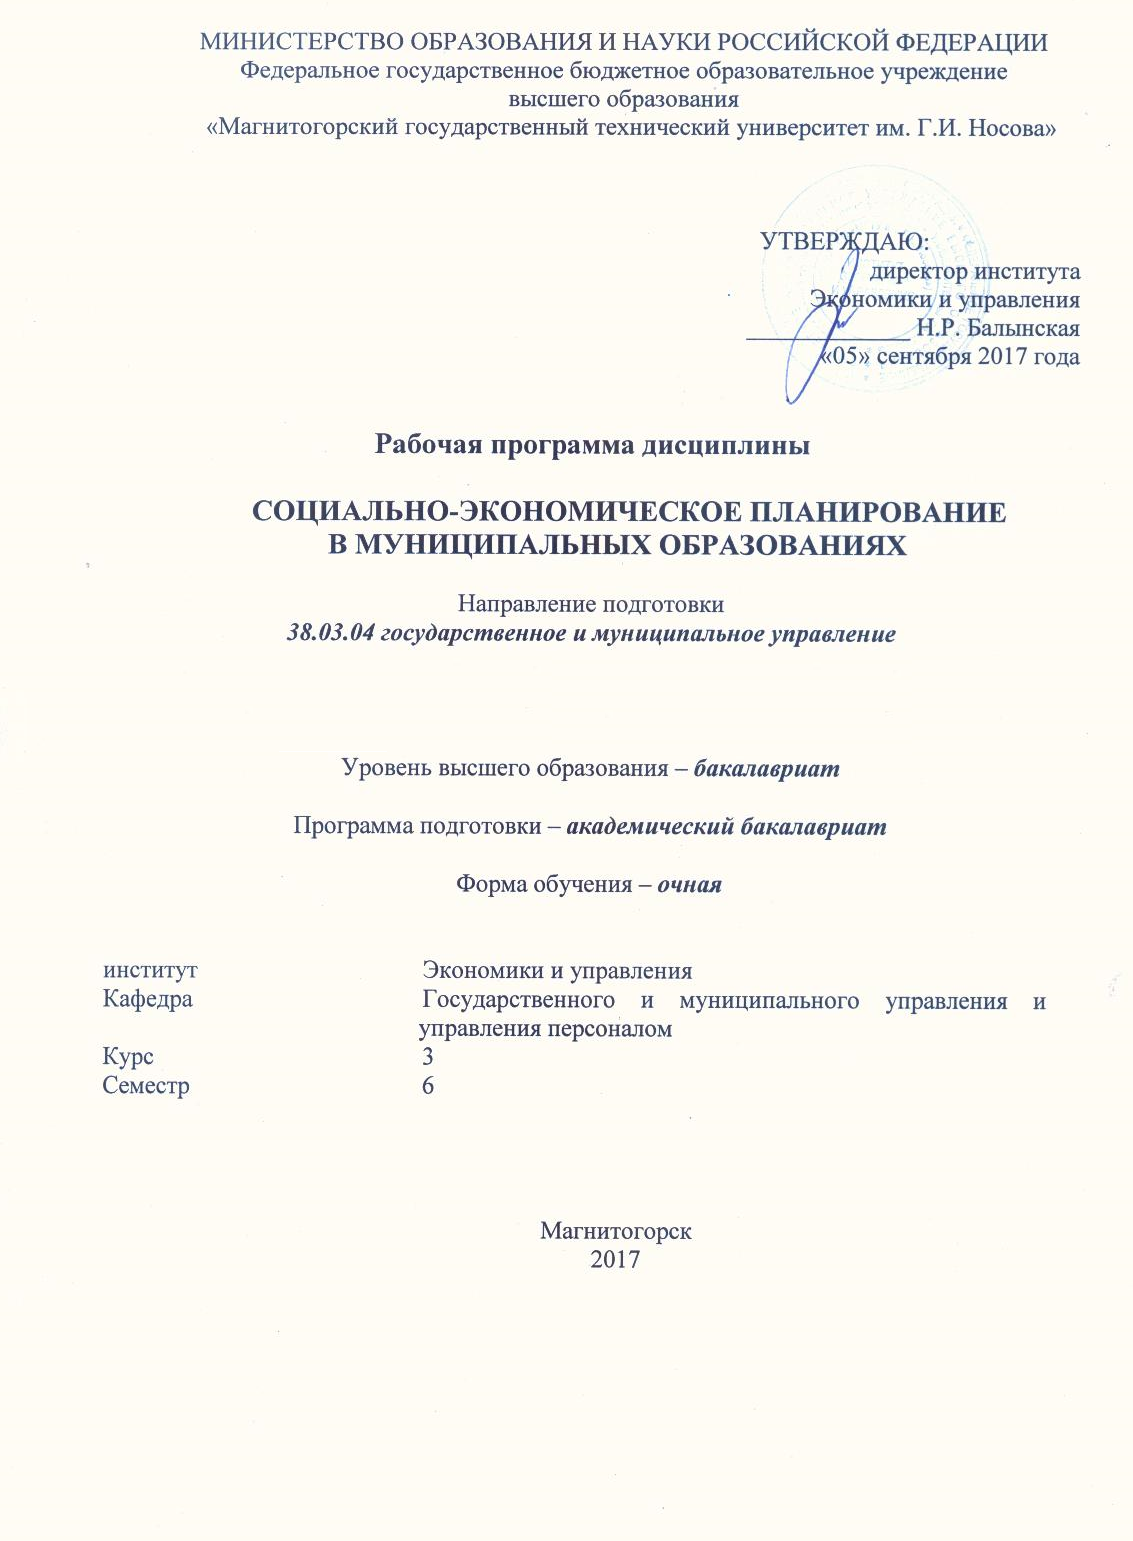 МИНИСТЕРСТВО ОБРАЗОВАНИЯ И НАУКИ РОССИЙСКОЙ ФЕДЕРАЦИИ
Федеральное государственное бюджетное образовательное учреждение
высшего образования
«Магнитогорский государственный технический университет им. Г.И. Носова»
УТВЕРЖДАЮ:
директор института
Экономики и управления
_____________ Н.Р. Балынская
«05» сентября 2017 года
Рабочая программа дисциплины
СОЦИАЛЬНО-ЭКОНОМИЧЕСКОЕ ПЛАНИРОВАНИЕ
В МУНИЦИПАЛЬНЫХ ОБРАЗОВАНИЯХ
Направление подготовки
38.03.04 государственное и муниципальное управление
Уровень высшего образования – бакалавриат
Программа подготовки – академический бакалавриат
Форма обучения – очная
институт Экономики и управления
Кафедра Государственного и муниципального управления и
управления персоналом
Курс 3
Семестр 6
Магнитогорск
2017